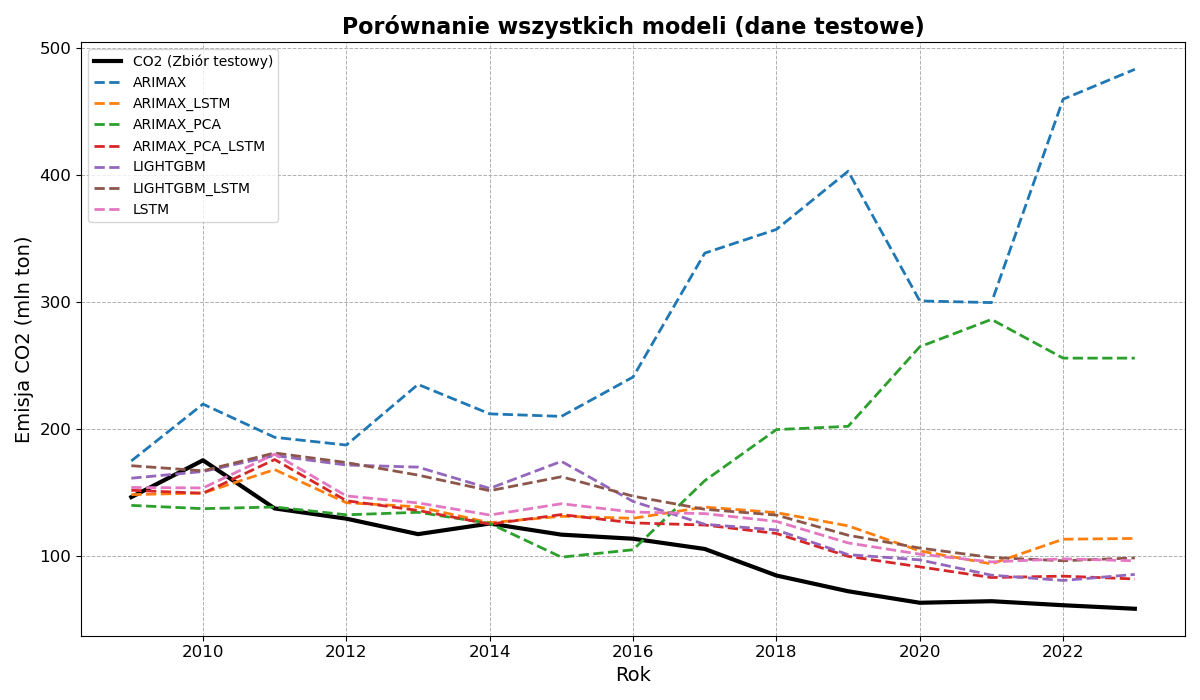 Porównanie wszystkich modeli (dane testowe)
500
400
300
200
100
Emisja CO2 (mln ton)
CO2 (Zbiór testowy)
ARIMAX
ARIMAX_LSTM
ARIMAX_PCA
ARIMAX_PCA_LSTM
LIGHTGBM
LIGHTGBM_LSTM
LSTM
2010 2012 2014 2016 2018 2020 2022
Rok